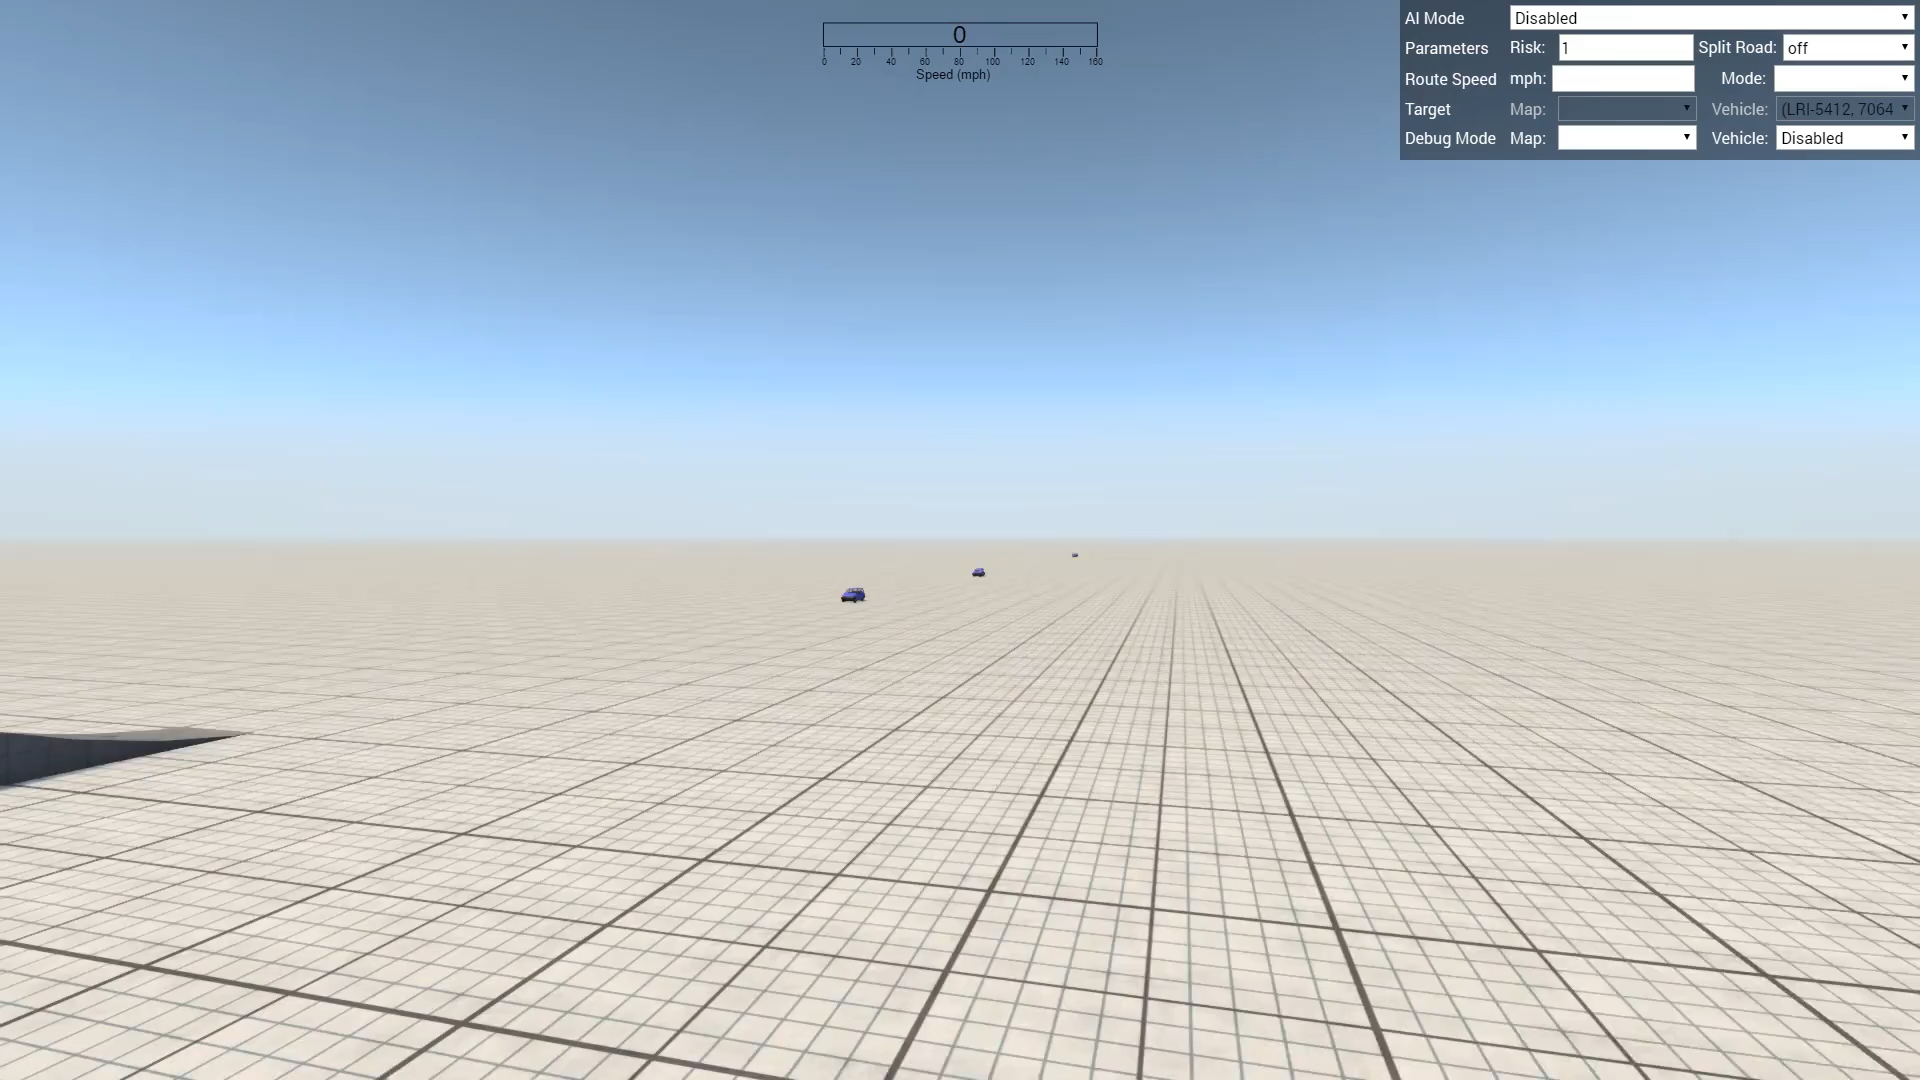 0
0 20 40 60 80 100 120 140 160
Speed (mph)
AI Mode Disabled
Parameters Risk: 1 Split Road: off
Route Speed mph: Mode:
Target Map: Vehicle: (LRI-5412, 7064
Debug Mode Map: Vehicle: Disabled